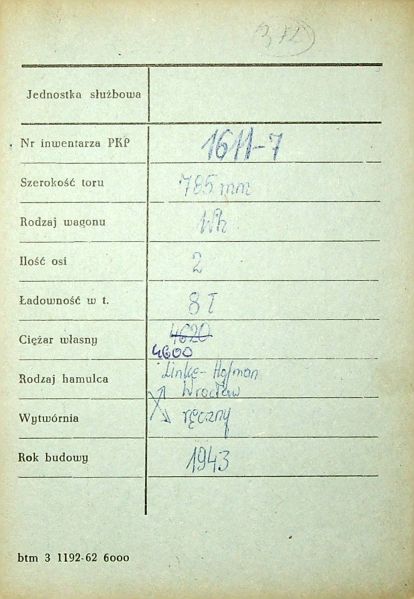 Jednostka służbowa
Nr inwentarza PKP 1611-7
Szerokość toru 785 mm
Rodzaj wagonu Wh
Ilość osi 2
Ładowność w t. 8 T
4620
Ciężar własny 4600
Linke-Hofman
Rodzaj hamulca Wrocław
Wytwórnia ręczny
Rok budowy 1943
btm 3 1192-62 6000